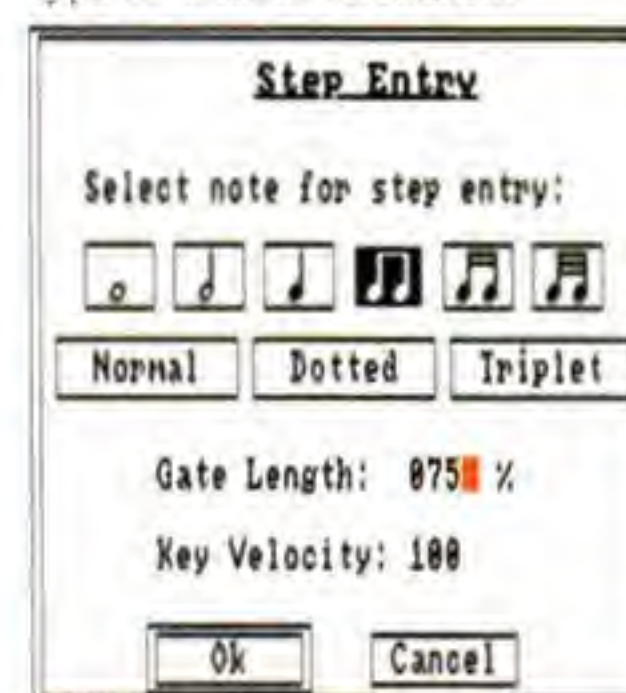 Step Entry
Select note for step entry:
Normal Dotted Triplet
Gate Length: 075 %
Key Velocity: 100
Ok Cancel